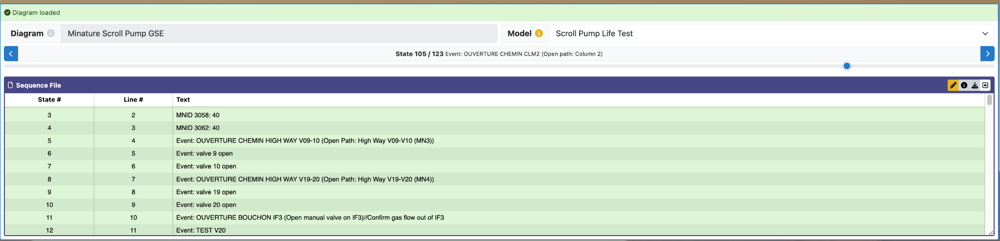 Diagram loaded
Diagram Minature Scroll Pump GSE Model Scroll Pump Life Test
State 105 / 123 Event: OUVERTURE CHEMIN CLM2 (Open path: Column 2)
Sequence File
State # Line # Text
3 2 MNID 3058: 40
4 3 MNID 3062: 40
5 4 Event: OUVERTURE CHEMIN HIGH WAY V09-10 (Open Path: High Way V09-V10 (MN3))
6 5 Event: valve 9 open
7 6 Event: valve 10 open
8 7 Event: OUVERTURE CHEMIN HIGH WAY V19-20 (Open Path: High Way V19-V20 (MN4))
9 8 Event: valve 19 open
10 9 Event: valve 20 open
11 10 Event: OUVERTURE BOUCHON IF3 (Open manual valve on IF3)//Confirm gas flow out of IF3
12 11 Event: TEST V20